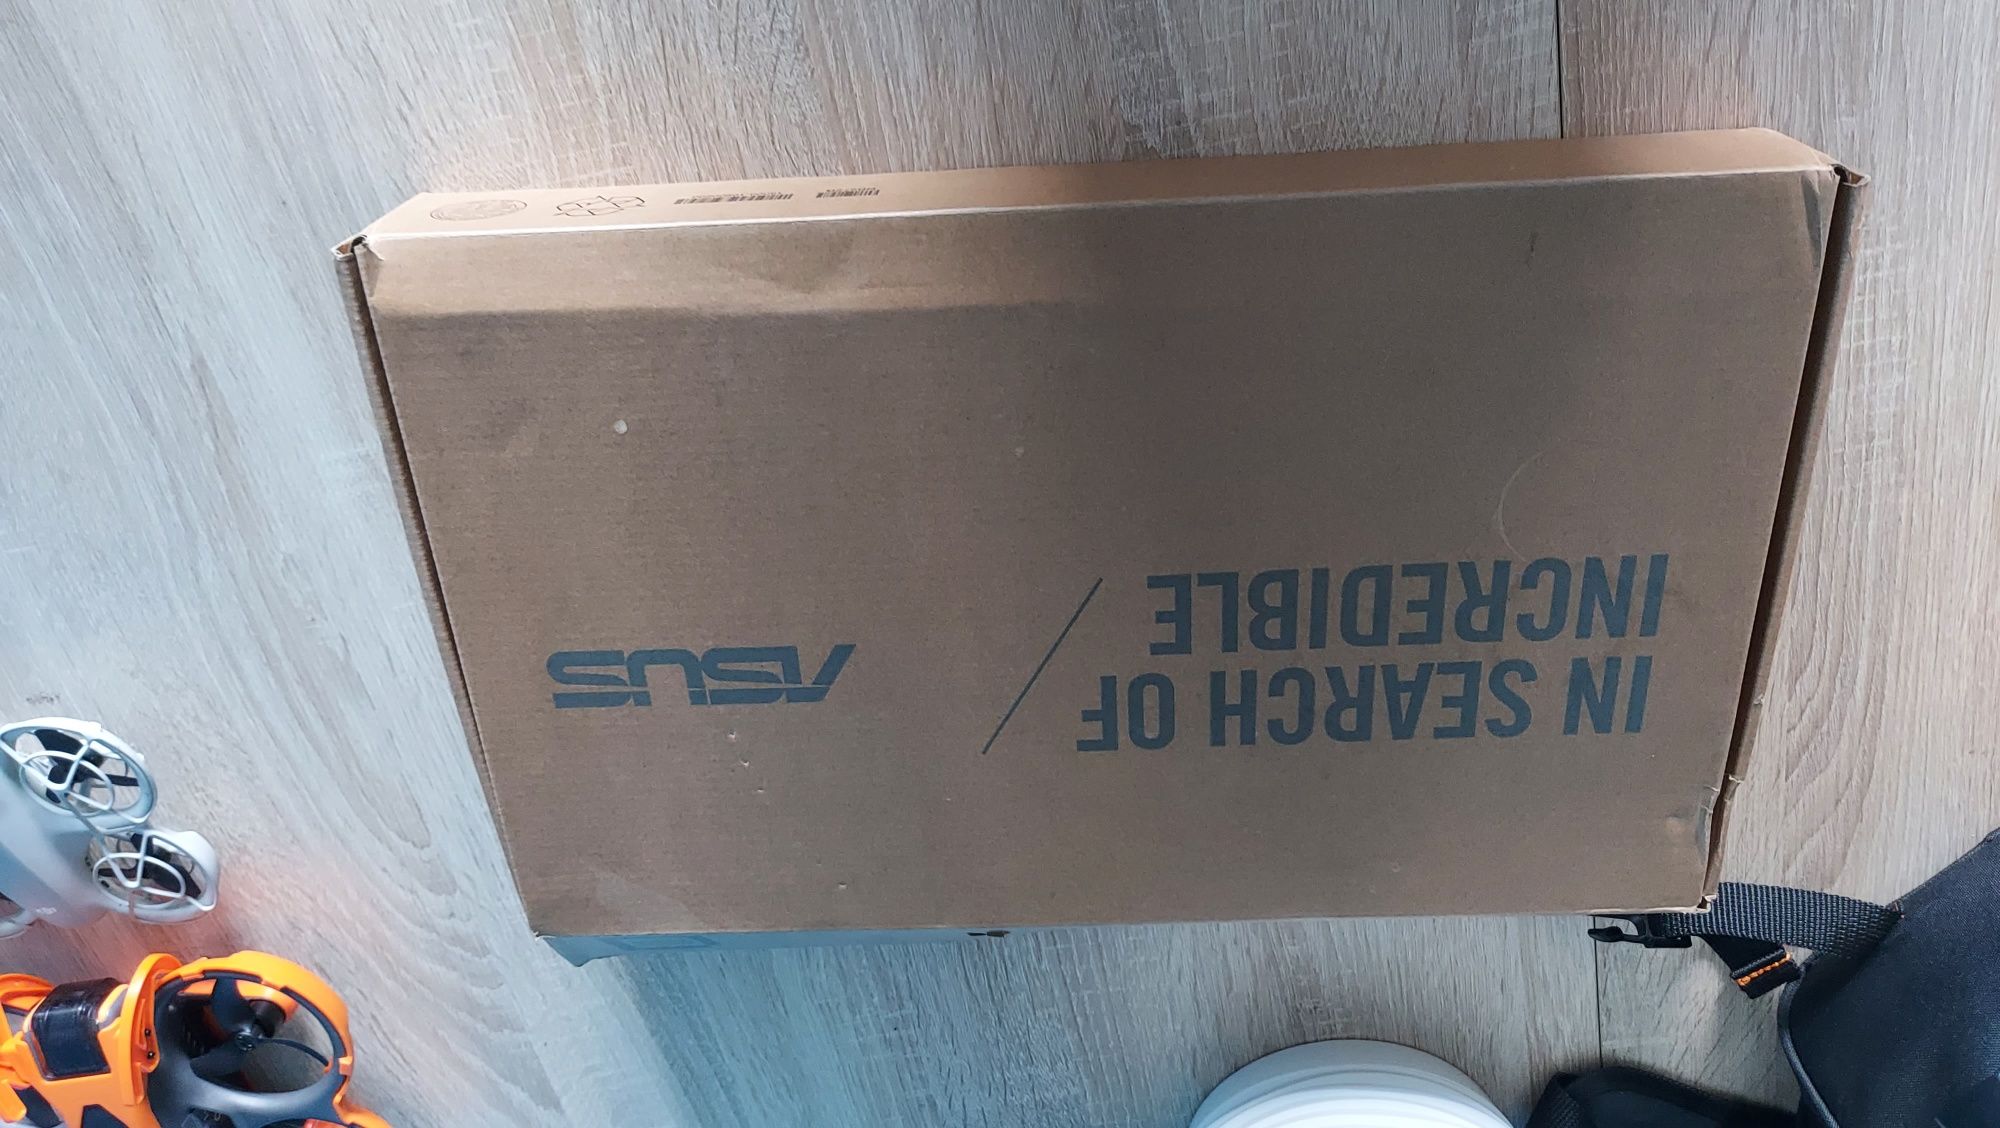 IN SEARCH OF
INCREDIBLE
ASUS